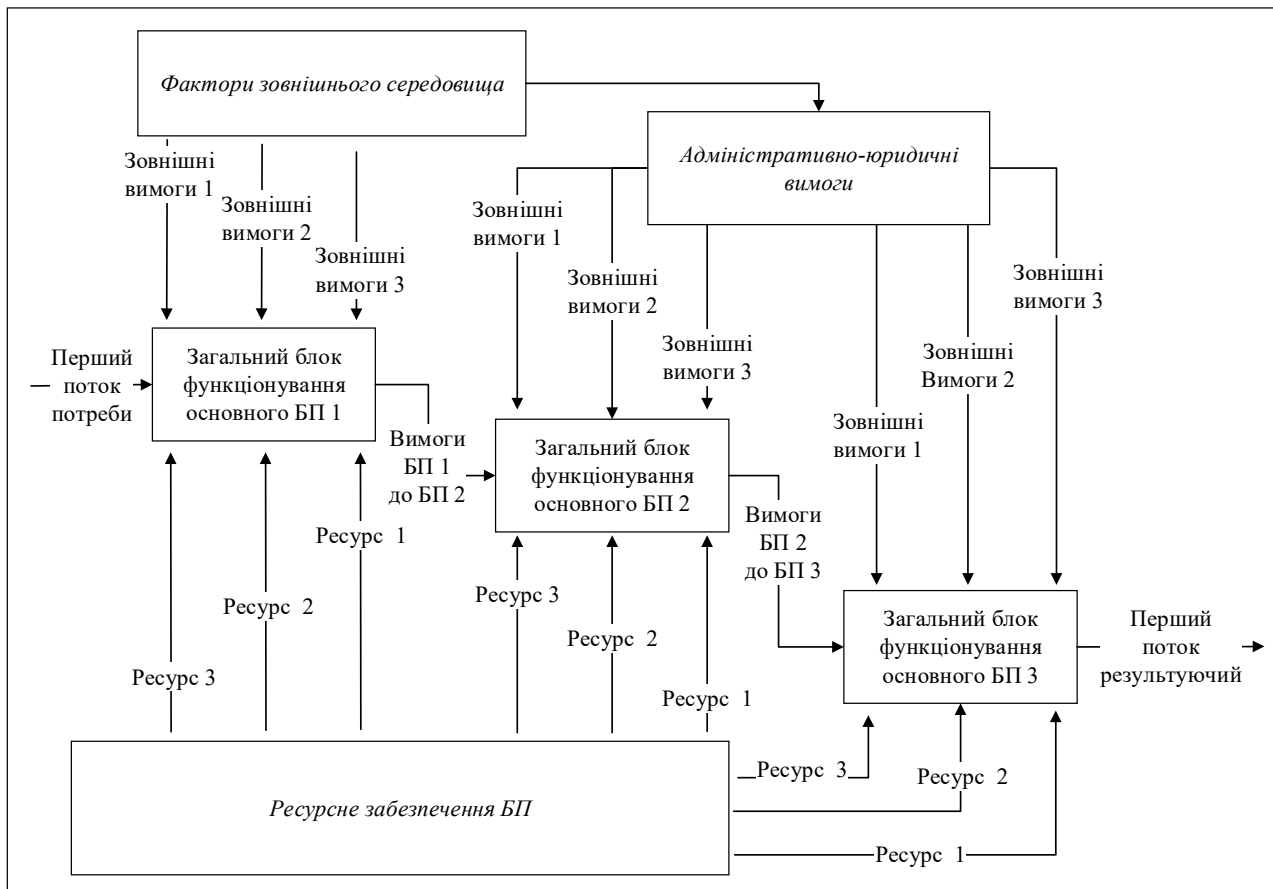 Фактори зовнішнього середовища
Адміністративно-юридичні
вимоги
Зовнішні
вимоги 1
Зовнішні
вимоги 2
Зовнішні
вимоги 3
Зовнішні
вимоги 1
Зовнішні
вимоги 2
Зовнішні
вимоги 3
Зовнішні
вимоги 1
Зовнішні
Вимоги 2
Зовнішні
вимоги 3
Перший
поток
потреби
Загальний блок
функціонування
основного БП 1
Вимоги
БП 1
до БП 2
Загальний блок
функціонування
основного БП 2
Вимоги
БП 2
до БП 3
Загальний блок
функціонування
основного БП 3
Перший
поток
результуючий
Ресурс 3
Ресурс 2
Ресурс 1
Ресурс 3
Ресурс 2
Ресурс 1
Ресурс 3
Ресурс 2
Ресурс 1
Ресурсне забезпечення БП